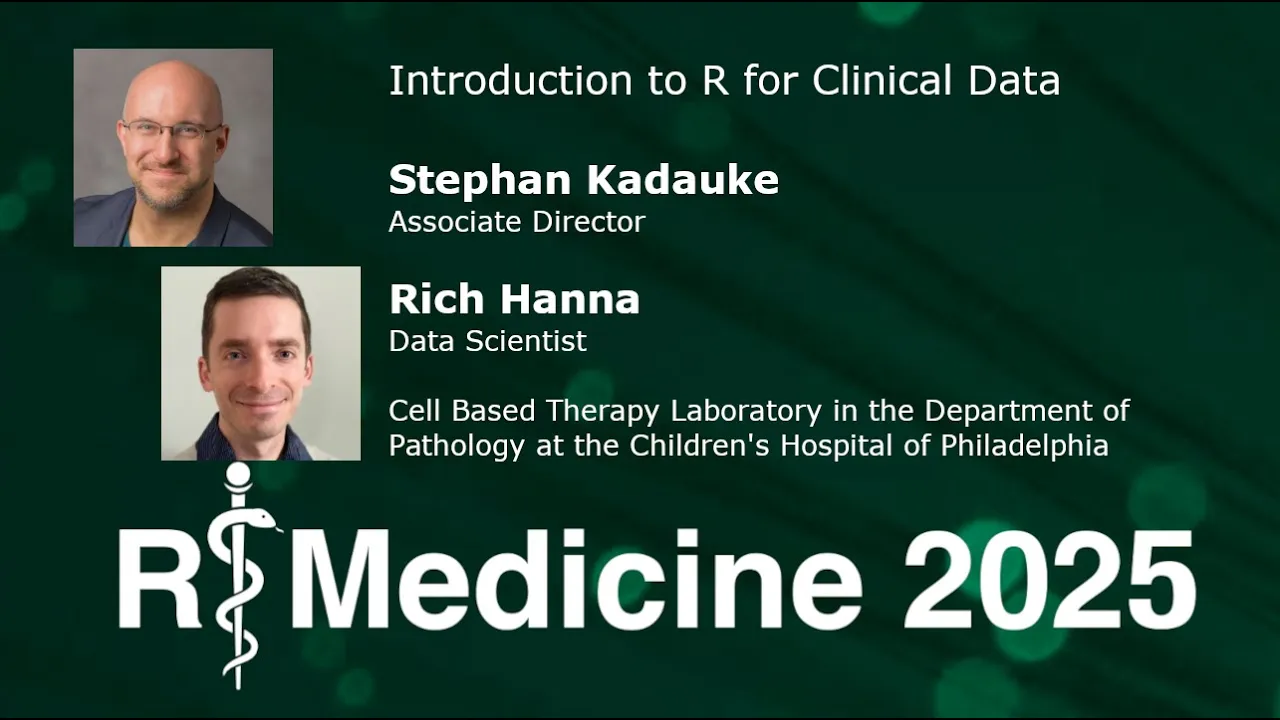 Introduction to R for Clinical Data
Stephan Kadauke
Associate Director
Rich Hanna
Data Scientist
Cell Based Therapy Laboratory in the Department of
Pathology at the Children's Hospital of Philadelphia
R Medicine 2025